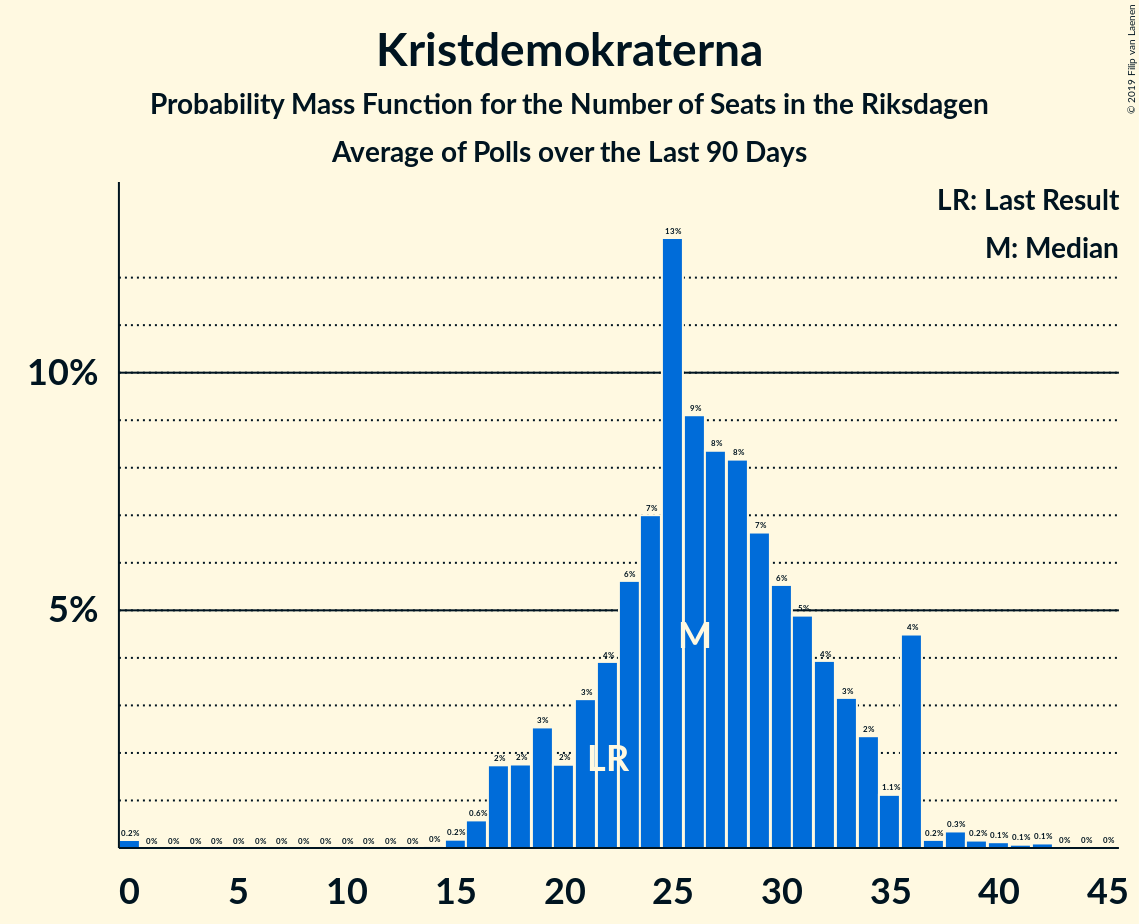 Kristdemokraterna
Probability Mass Function for the Number of Seats in the Riksdagen
Average of Polls over the Last 90 Days
© 2019 Filip van Laenen
LR: Last Result
M: Median
13%
9%
8% 8%
7% 7%
6% 6%
5%
4% 4% 4%
3% 3% 3%
2% 2% 2% 2%
1.1%
0.2% 0% 0% 0% 0% 0% 0% 0% 0% 0% 0% 0% 0% 0% 0% 0.2% 0.6%
0.2% 0.3% 0.2% 0.1% 0.1% 0.1% 0% 0% 0%
10%
5%
M
LR
0 5 10 15 20 25 30 35 40 45